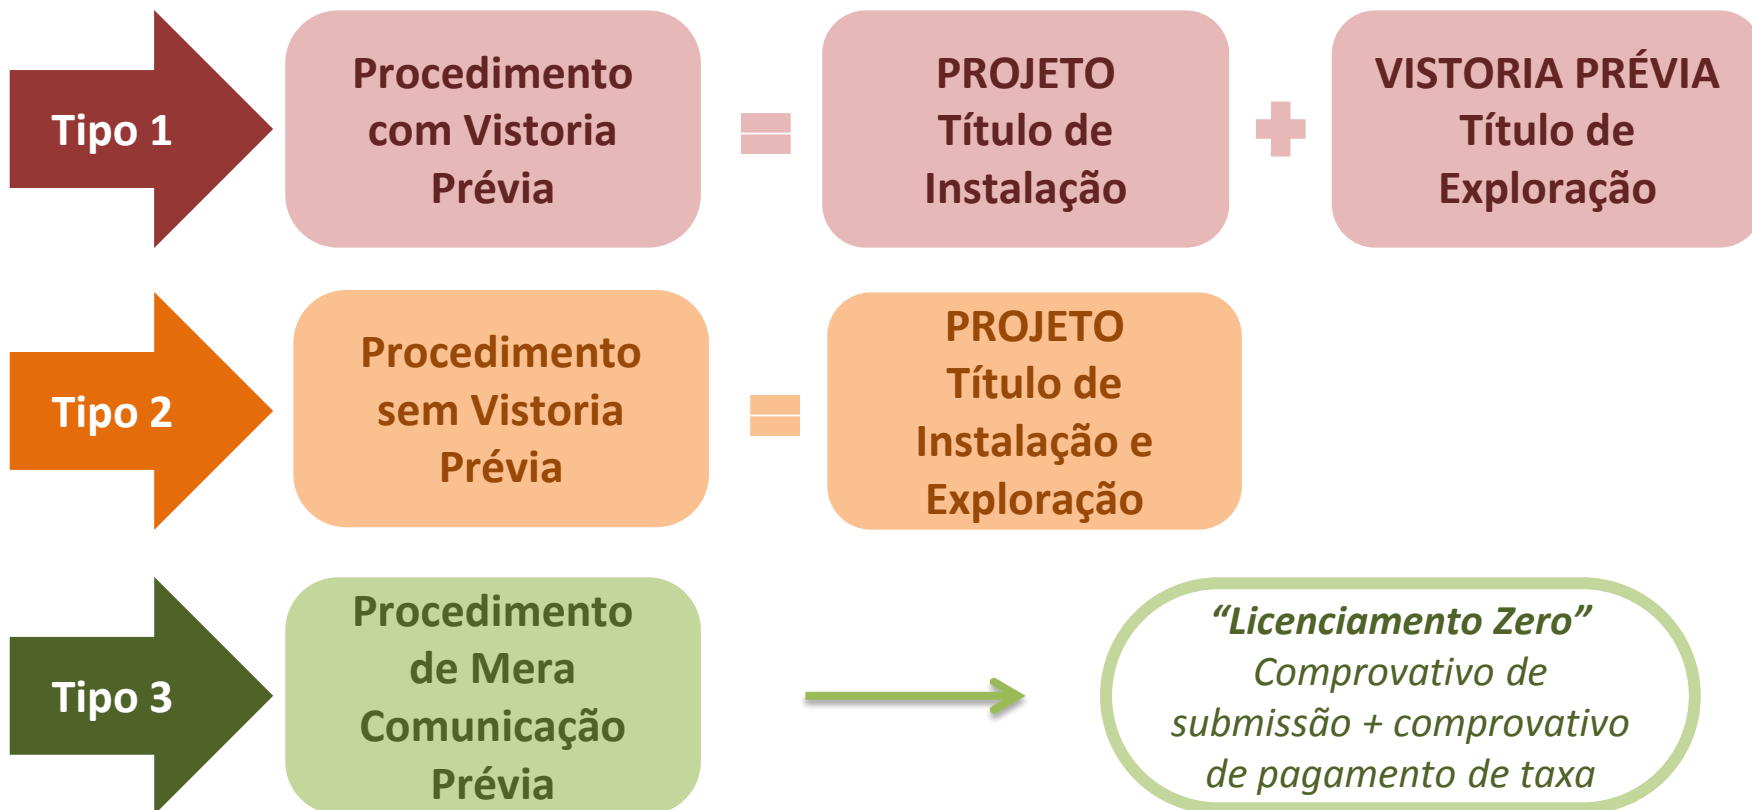 Tipo 1
Procedimento
com Vistoria
Prévia
PROJETO
Título de
Instalação
VISTORIA PRÉVIA
Título de
Exploração
Tipo 2
Procedimento
sem Vistoria
Prévia
PROJETO
Título de
Instalação e
Exploração
Tipo 3
Procedimento
de Mera
Comunicação
Prévia
“Licenciamento Zero”
Comprovativo de
submissão + comprovativo
de pagamento de taxa